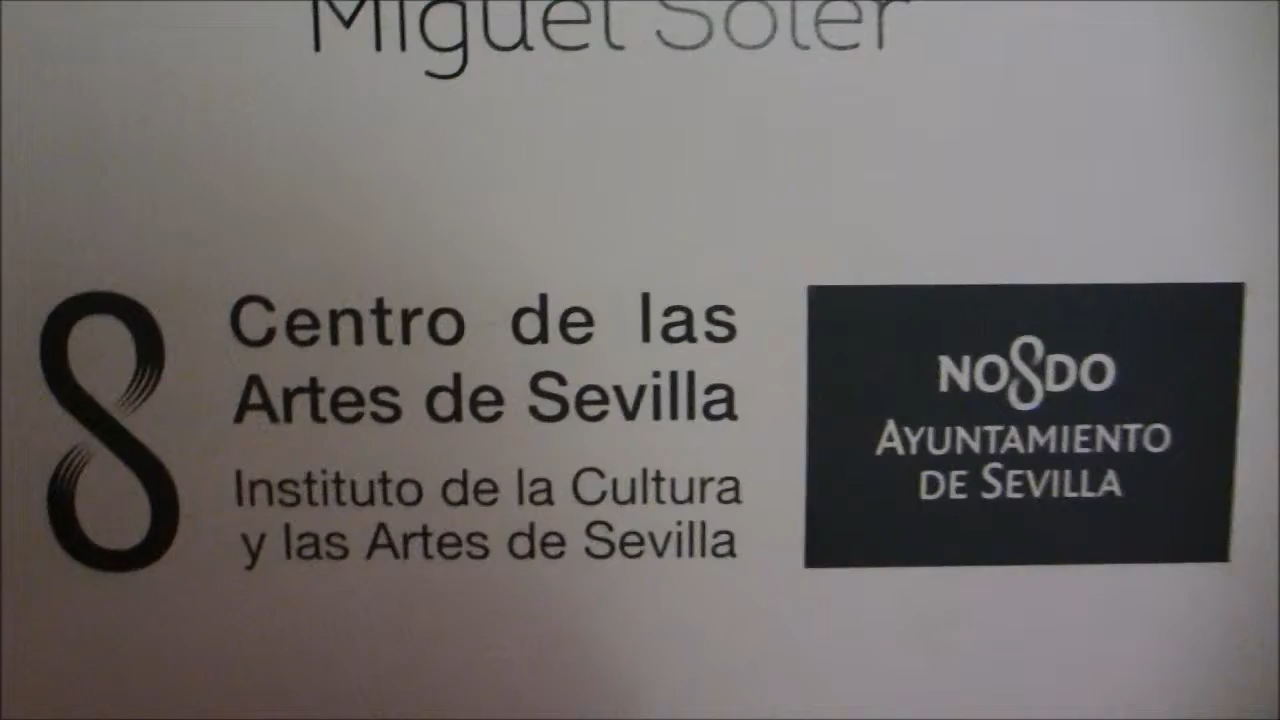 Miguel Soler
Centro de las
Artes de Sevilla
Instituto de la Cultura
y las Artes de Sevilla
NO8DO
AYUNTAMIENTO
DE SEVILLA